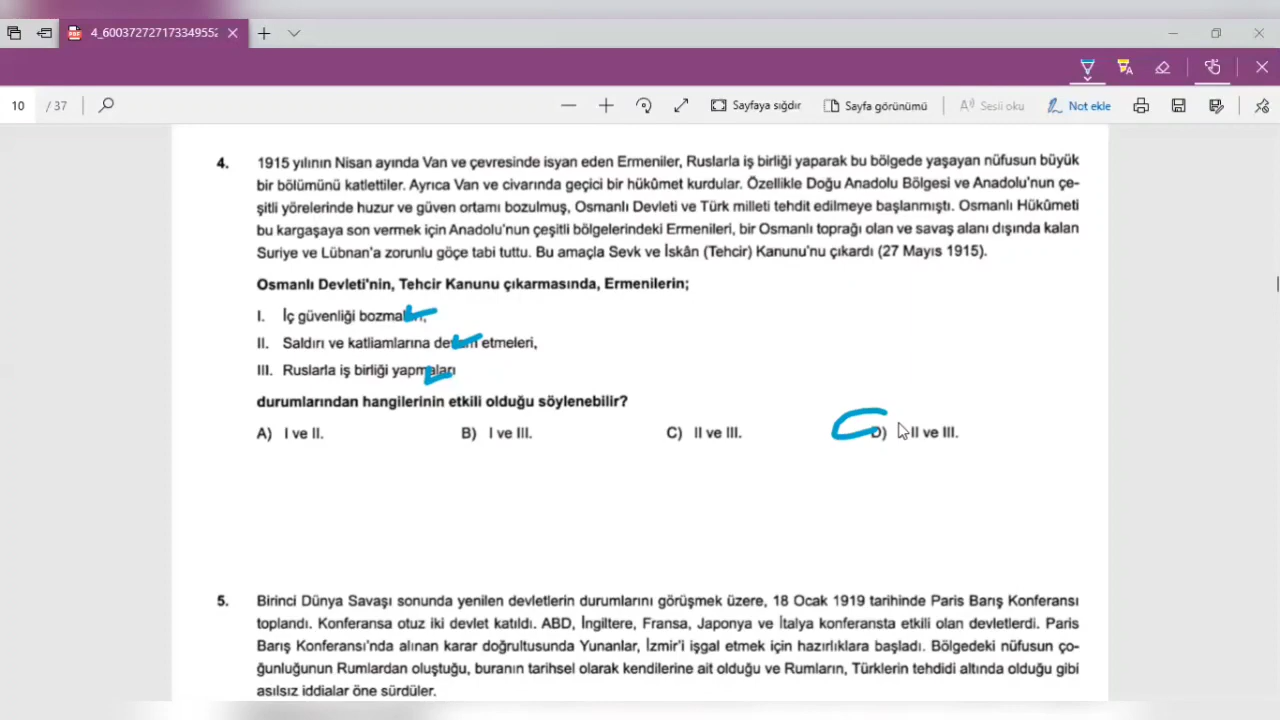 4_60037272717334955
10 / 37
Sayfaya sığdır
Sayfa görünümü
Sesli oku
Not ekle
4. 1915 yılının Nisan ayında Van ve çevresinde isyan eden Ermeniler, Ruslarla iş birliği yaparak bu bölgede yaşayan nüfusun büyük
bir bölümünü katlettiler. Ayrıca Van ve civarında geçici bir hükûmet kurdular. Özellikle Doğu Anadolu Bölgesi ve Anadolu'nun çe-
şitli yörelerinde huzur ve güven ortamı bozulmuş, Osmanlı Devleti ve Türk milleti tehdit edilmeye başlanmıştı. Osmanlı Hükûmeti
bu kargaşaya son vermek için Anadolu'nun çeşitli bölgelerindeki Ermenileri, bir Osmanlı toprağı olan ve savaş alanı dışında kalan
Suriye ve Lübnan'a zorunlu göçe tabi tuttu. Bu amaçla Sevk ve İskân (Tehcir) Kanunu'nu çıkardı (27 Mayıs 1915).
Osmanlı Devleti'nin, Tehcir Kanunu çıkarmasında, Ermenilerin;
I. İç güvenliği bozmaları,
II. Saldırı ve katliamlarına devam etmeleri,
III. Ruslarla iş birliği yapmaları
durumlarından hangilerinin etkili olduğu söylenebilir?
A) I ve II. B) I ve III. C) II ve III. D) II ve III.
5. Birinci Dünya Savaşı sonunda yenilen devletlerin durumlarını görüşmek üzere, 18 Ocak 1919 tarihinde Paris Barış Konferansı
toplandı. Konferansa otuz iki devlet katıldı. ABD, İngiltere, Fransa, Japonya ve İtalya konferansta etkili olan devletlerdi. Paris
Barış Konferansı'nda alınan karar doğrultusunda Yunanlar, İzmir'i işgal etmek için hazırlıklara başladı. Bölgedeki nüfusun ço-
ğunluğunun Rumlardan oluştuğu, buranın tarihsel olarak kendilerine ait olduğu ve Rumların, Türklerin tehdidi altında olduğu gibi
asılsız iddialar öne sürdüler.